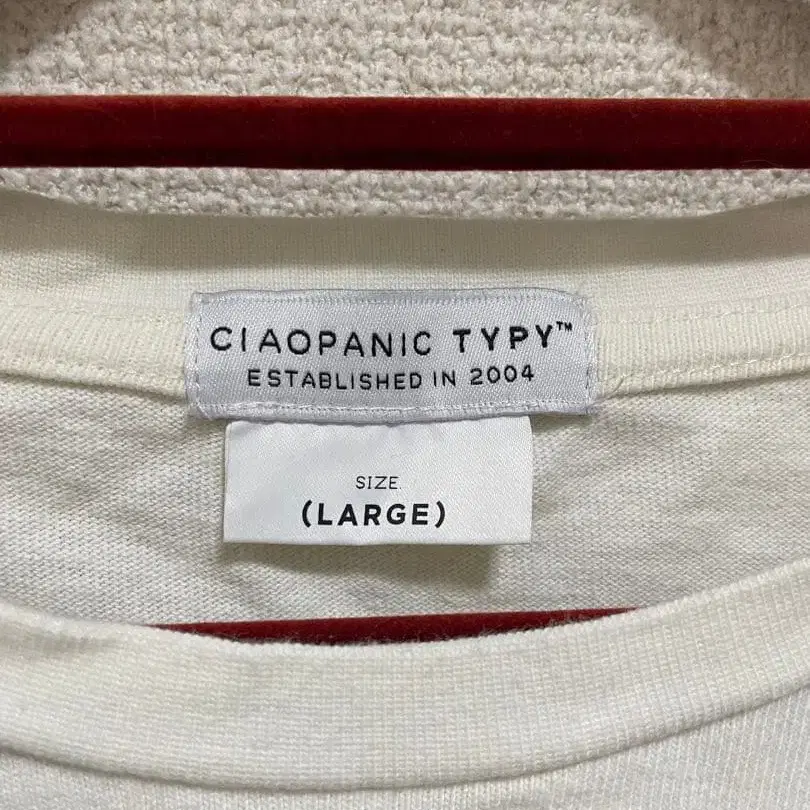 CIAOPANIC TYPY™
ESTABLISHED IN 2004
SIZE
(LARGE)